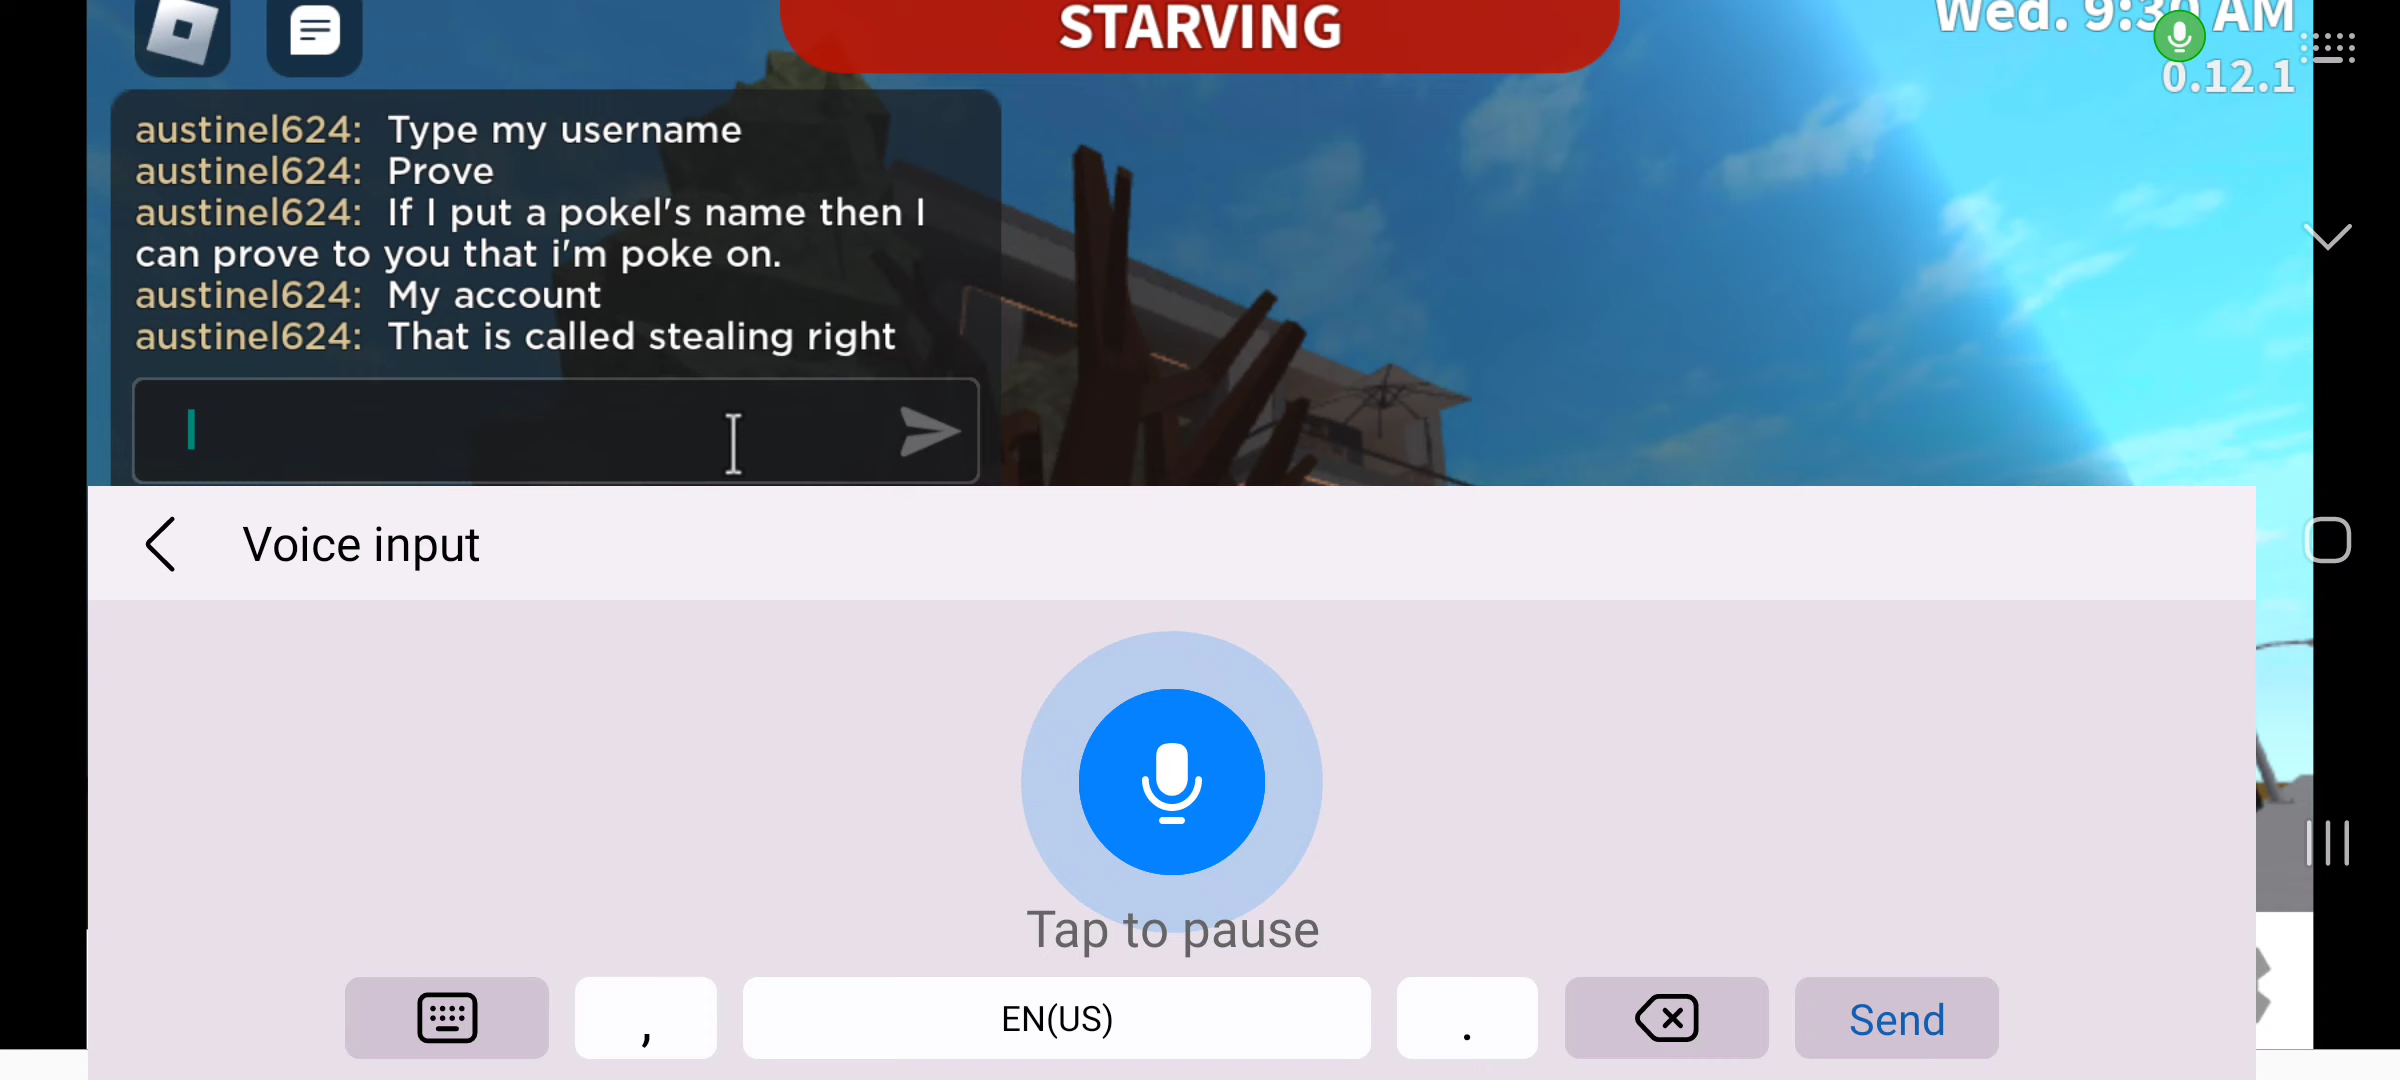 STARVING
Wed. 9:30 AM
0.12.1
austinel624: Type my username
austinel624: Prove
austinel624: If I put a pokel's name then I
can prove to you that i'm poke on.
austinel624: My account
austinel624: That is called stealing right
Voice input
Tap to pause
, EN(US) . Send